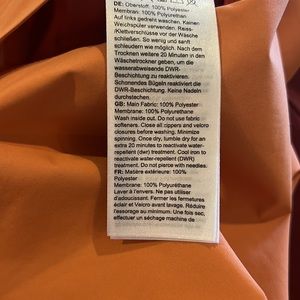 DE: Oberstoff: 100% Polyester
Membran: 100% Polyurethan
Auf links gedreht waschen. Keinen
Weichspüler verwenden. Reiss-
/Klettverschlüsse vor der Wäsche
schließen. So wenig und sanft
schleudern wie möglich. Nach dem
Trocknen weitere 20 Minuten im
Wäschetrockner geben, um die
wasserabweisende DWR-
Beschichtung zu reaktivieren.
Schonendes Bügeln reaktiviert die
DWR-Beschichtung. Keine Nadeln
durchstechen.
GB: Main Fabric: 100% Polyester
Membrane: 100% Polyurethane
Wash inside out. Do not use fabric
softeners. Close all zippers and velcro
closures before washing. Minimize
spinning. Once dry, tumble dryed for
an extra 20 minutes to reactivate
water-repellent (dwr) treatment. Cool iron to
reactivate water-repellent (DWR)
treatment. Do not pierce with needles.
FR: Matière extérieure: 100%
Polyester
Membrane: 100% Polyuréthane
Laver à l'envers. Ne pas utilizer
d'adoucissant. Fermer les fermetures
éclair et Velcro avant lavage. Réduire
l'essorage au minimum. Une fois sec,
effectuer un séchage machine de